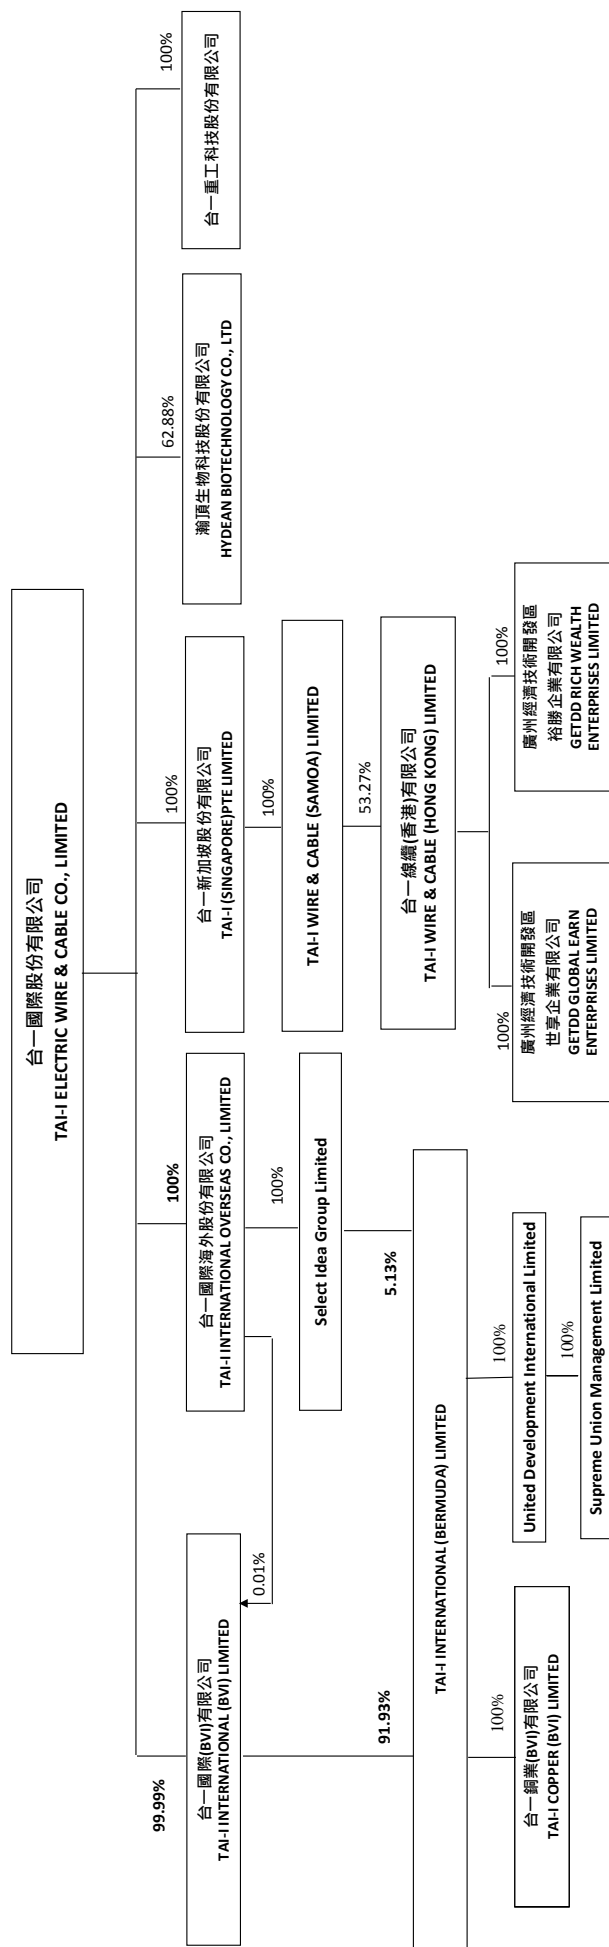 台一國際股份有限公司
TAI-I ELECTRIC WIRE & CABLE CO., LIMITED
99.99%
100%
100%
62.88%
100%
台一國際(BVI)有限公司
TAI-I INTERNATIONAL (BVI) LIMITED
台一國際海外股份有限公司
TAI-I INTERNATIONAL OVERSEAS CO., LIMITED
台一新加坡股份有限公司
TAI-I (SINGAPORE)PTE LIMITED
瀚頂生物科技股份有限公司
HYDEAN BIOTECHNOLOGY CO., LTD
台一重工科技股份有限公司
0.01%
100%
100%
Select Idea Group Limited
TAI-I WIRE & CABLE (SAMOA) LIMITED
91.93%
5.13%
53.27%
TAI-I INTERNATIONAL (BERMUDA) LIMITED
台一線纜(香港)有限公司
TAI-I WIRE & CABLE (HONG KONG) LIMITED
100%
100%
100%
100%
台一銅業(BVI)有限公司
TAI-I COPPER (BVI) LIMITED
United Development International Limited
100%
Supreme Union Management Limited
廣州經濟技術開發區
世享企業有限公司
GETDD GLOBAL EARN
ENTERPRISES LIMITED
廣州經濟技術開發區
裕勝企業有限公司
GETDD RICH WEALTH
ENTERPRISES LIMITED